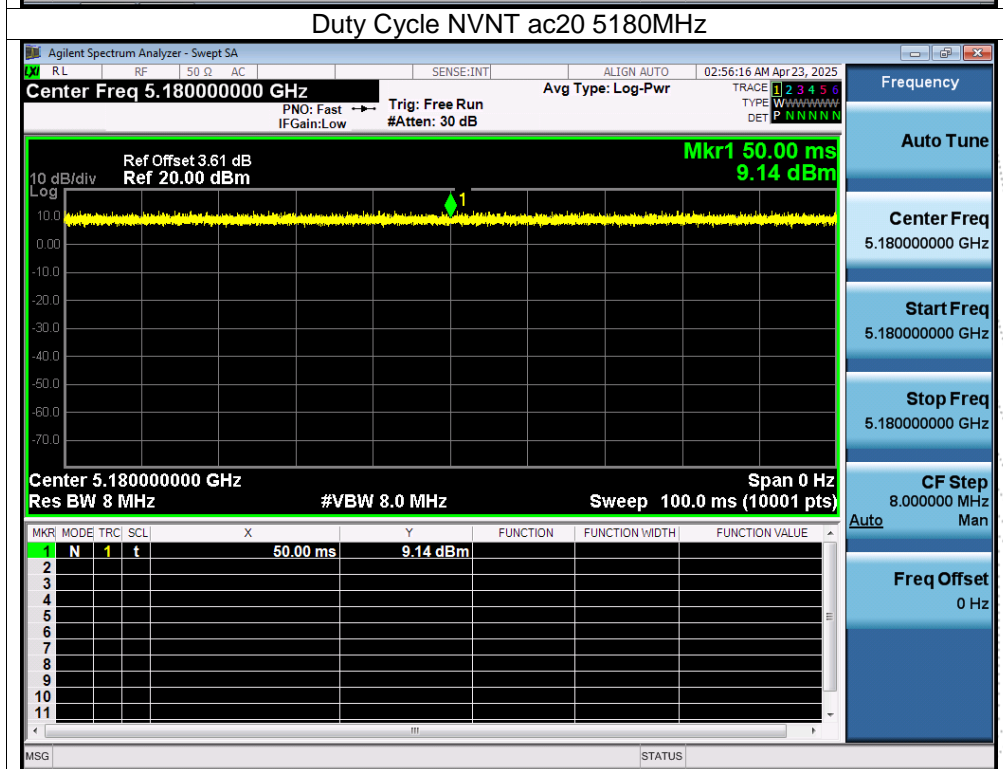 Duty Cycle NVNT ac20 5180MHz
Agilent Spectrum Analyzer - Swept SA
LXI RL RF 50 Ω AC SENSE:INT ALIGN AUTO 02:56:16 AM Apr 23, 2025
Center Freq 5.180000000 GHz
PNO: Fast
IFGain:Low
Trig: Free Run
#Atten: 30 dB
Avg Type: Log-Pwr
TRACE 1 2 3 4 5 6
TYPE WWWWWWW
DET P N N N N N
Frequency
Auto Tune
Center Freq
5.180000000 GHz
Start Freq
5.180000000 GHz
Stop Freq
5.180000000 GHz
CF Step
8.000000 MHz
Auto Man
Freq Offset
0 Hz
Mkr1 50.00 ms
9.14 dBm
Ref Offset 3.61 dB
10 dB/div Ref 20.00 dBm
Log
1
10.0
0.00
-10.0
-20.0
-30.0
-40.0
-50.0
-60.0
-70.0
Center 5.180000000 GHz Span 0 Hz
Res BW 8 MHz #VBW 8.0 MHz Sweep 100.0 ms (10001 pts)
MKR MODE TRC SCL X Y FUNCTION FUNCTION WIDTH FUNCTION VALUE
1 N 1 t 50.00 ms 9.14 dBm
2
3
4
5
6
7
8
9
10
11
MSG STATUS